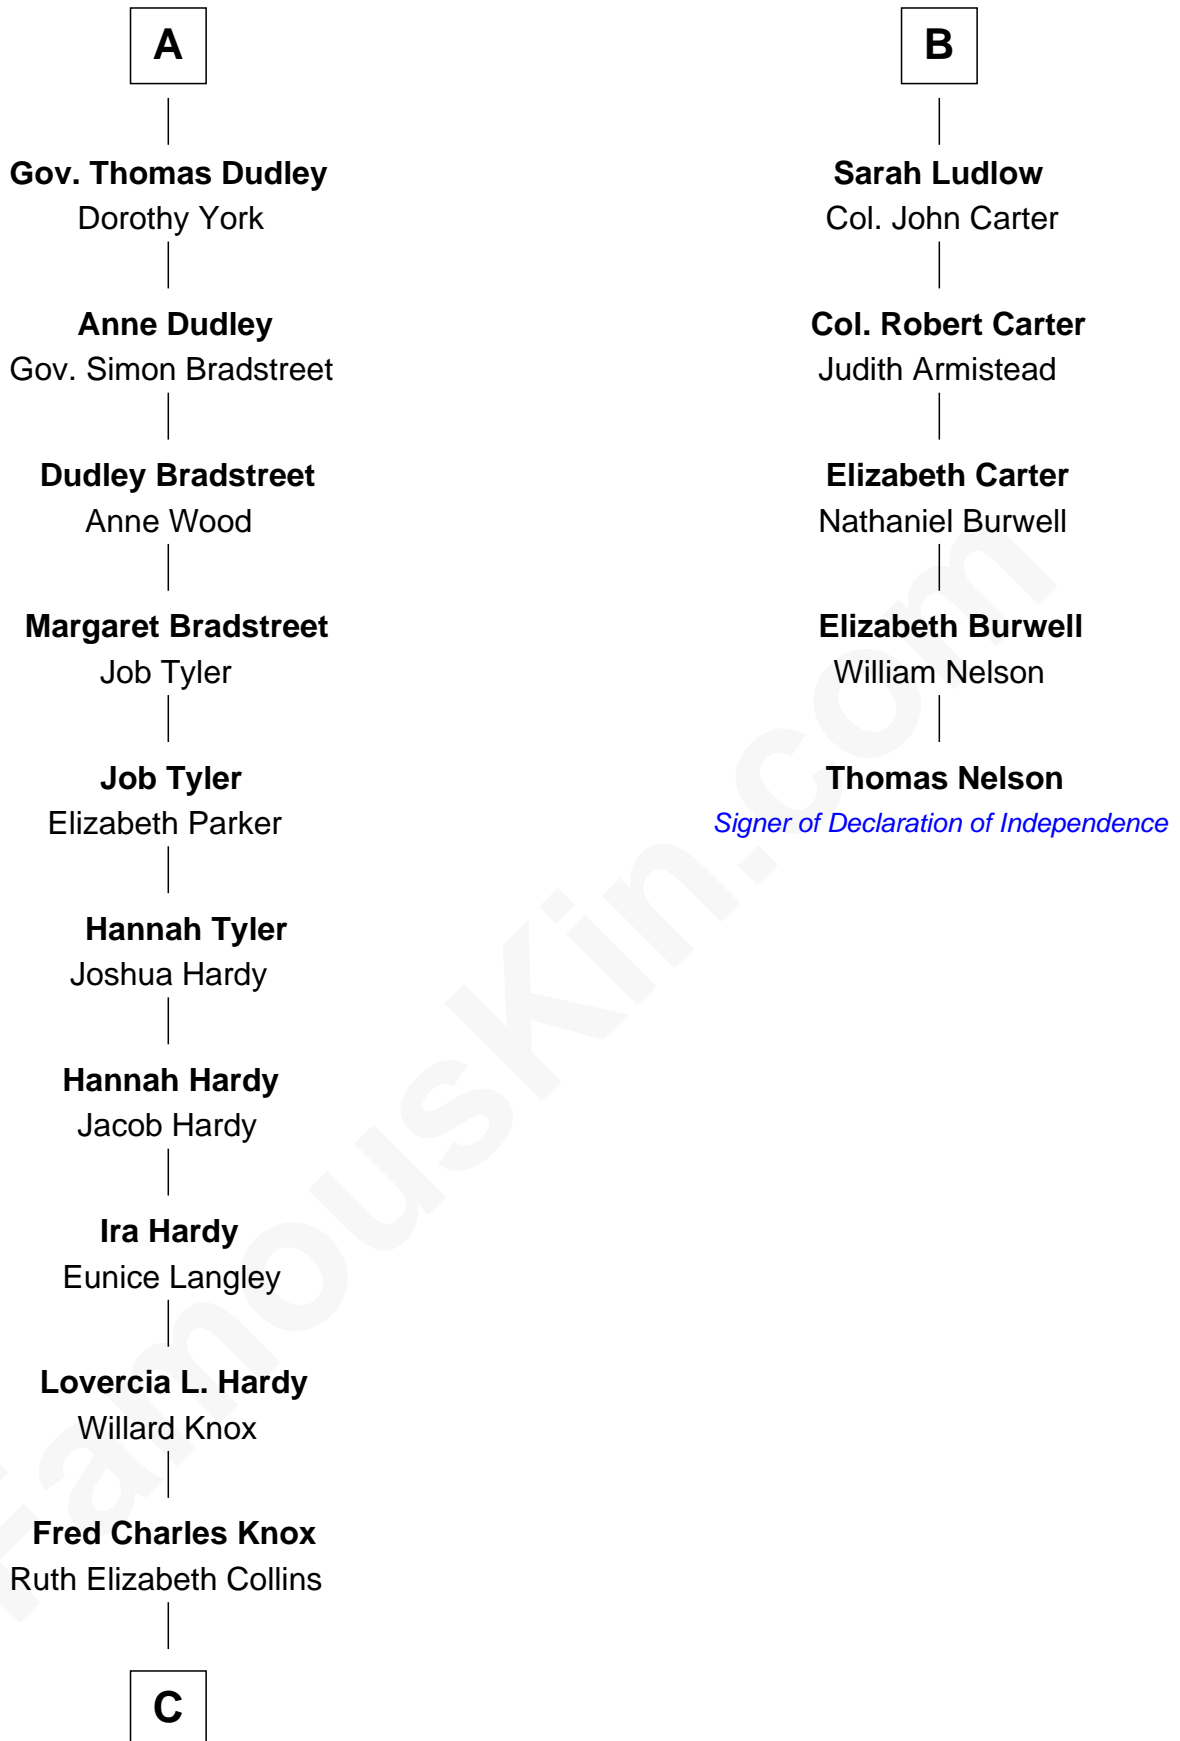 A
Gov. Thomas Dudley
Dorothy York
Anne Dudley
Gov. Simon Bradstreet
Dudley Bradstreet
Anne Wood
Margaret Bradstreet
Job Tyler
Job Tyler
Elizabeth Parker
Hannah Tyler
Joshua Hardy
Hannah Hardy
Jacob Hardy
Ira Hardy
Eunice Langley
Lovercia L. Hardy
Willard Knox
Fred Charles Knox
Ruth Elizabeth Collins
C
B
Sarah Ludlow
Col. John Carter
Col. Robert Carter
Judith Armistead
Elizabeth Carter
Nathaniel Burwell
Elizabeth Burwell
William Nelson
Thomas Nelson
Signer of Declaration of Independence
FamousKin.com